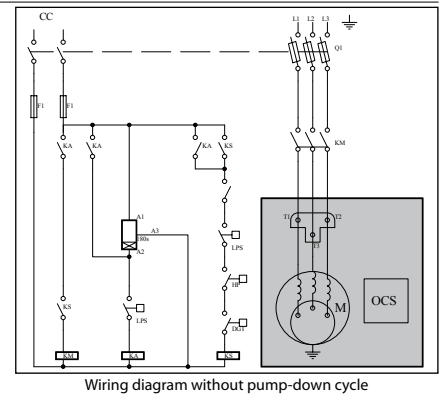 CC
L1 L2 L3
Q1
F1 F1
KA KA KA KS
KM
A1
A3
180s
A2
T1 T2
T3
LPS
HP
KS
LPS
DGT
M
OCS
KM KA KS
Wiring diagram without pump-down cycle